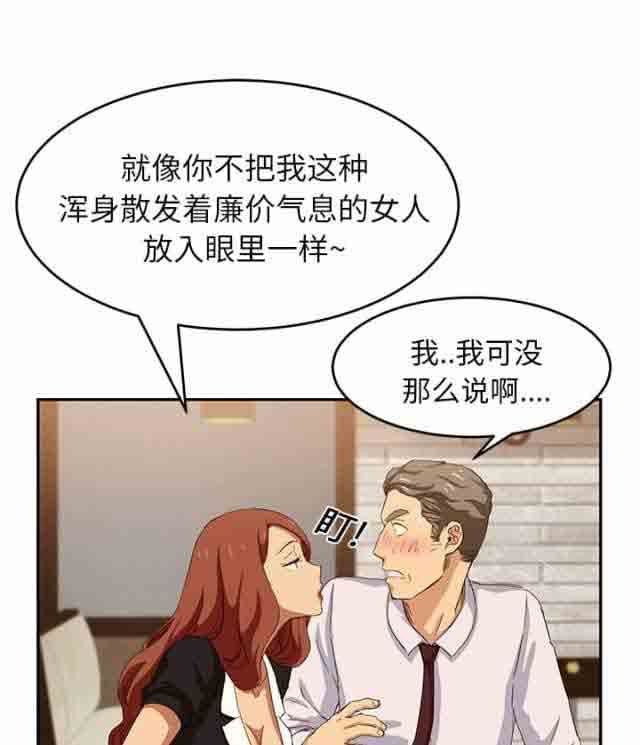 就像你不把我这种
浑身散发着廉价气息的女人
放入眼里一样~
我..我可没
那么说啊....
盯!